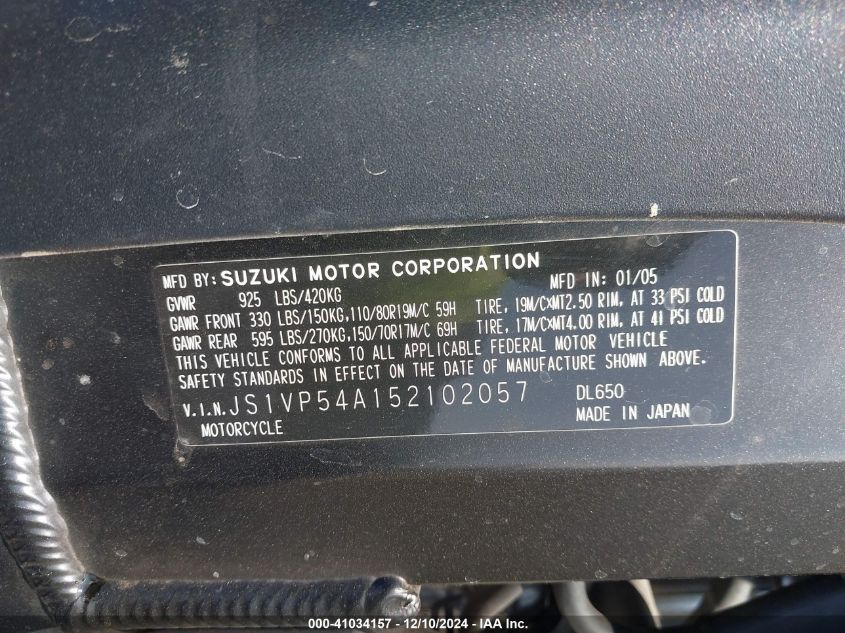 MFD BY: SUZUKI MOTOR CORPORATION MFD IN: 01/05
GVWR 925 LBS/420KG
GAWR FRONT 330 LBS/150KG,110/80R19M/C 59H TIRE, 19M/C×MT2.50 RIM, AT 33 PSI COLD
GAWR REAR 595 LBS/270KG,150/70R17M/C 69H TIRE, 17M/C×MT4.00 RIM, AT 41 PSI COLD
THIS VEHICLE CONFORMS TO ALL APPLICABLE FEDERAL MOTOR VEHICLE
SAFETY STANDARDS IN EFFECT ON THE DATE OF MANUFACTURE SHOWN ABOVE.
V.I.N. JS1VP54A152102057 DL650
MOTORCYCLE MADE IN JAPAN
000-41034157 - 12/10/2024 - IAA Inc.